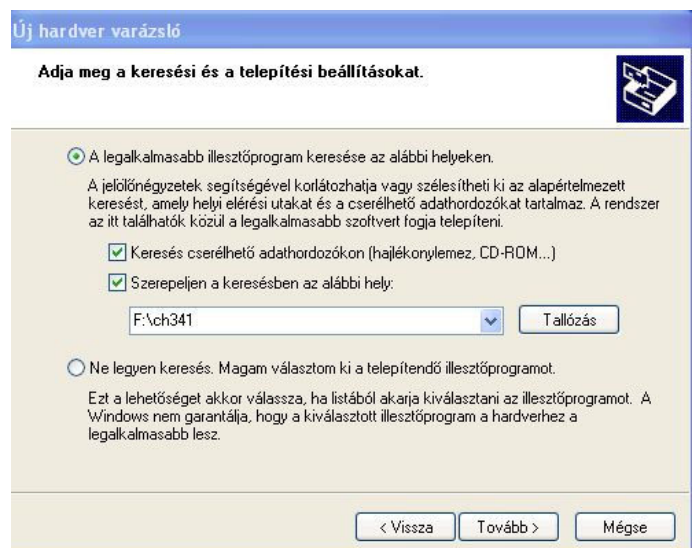 Új hardver varázsló
Adja meg a keresési és a telepítési beállításokat.
A legalkalmasabb illesztőprogram keresése az alábbi helyeken.
A jelölőnégyzetek segítségével korlátozhatja vagy szélesítheti ki az alapértelmezett
keresést, amely helyi elérési utakat és a cserélhető adathordozókat tartalmaz. A rendszer
az itt találhatók közül a legalkalmasabb szoftvert fogja telepíteni.
Keresés cserélhető adathordozókon (hajlékonylemez, CD-ROM...)
Szerepeljen a keresésben az alábbi hely:
F:\ch341
Tallózás
Ne legyen keresés. Magam választom ki a telepítendő illesztőprogramot.
Ezt a lehetőséget akkor válassza, ha listából akarja kiválasztani az illesztőprogramot. A
Windows nem garantálja, hogy a kiválasztott illesztőprogram a hardverhez a
legalkalmasabb lesz.
< Vissza Tovább > Mégse